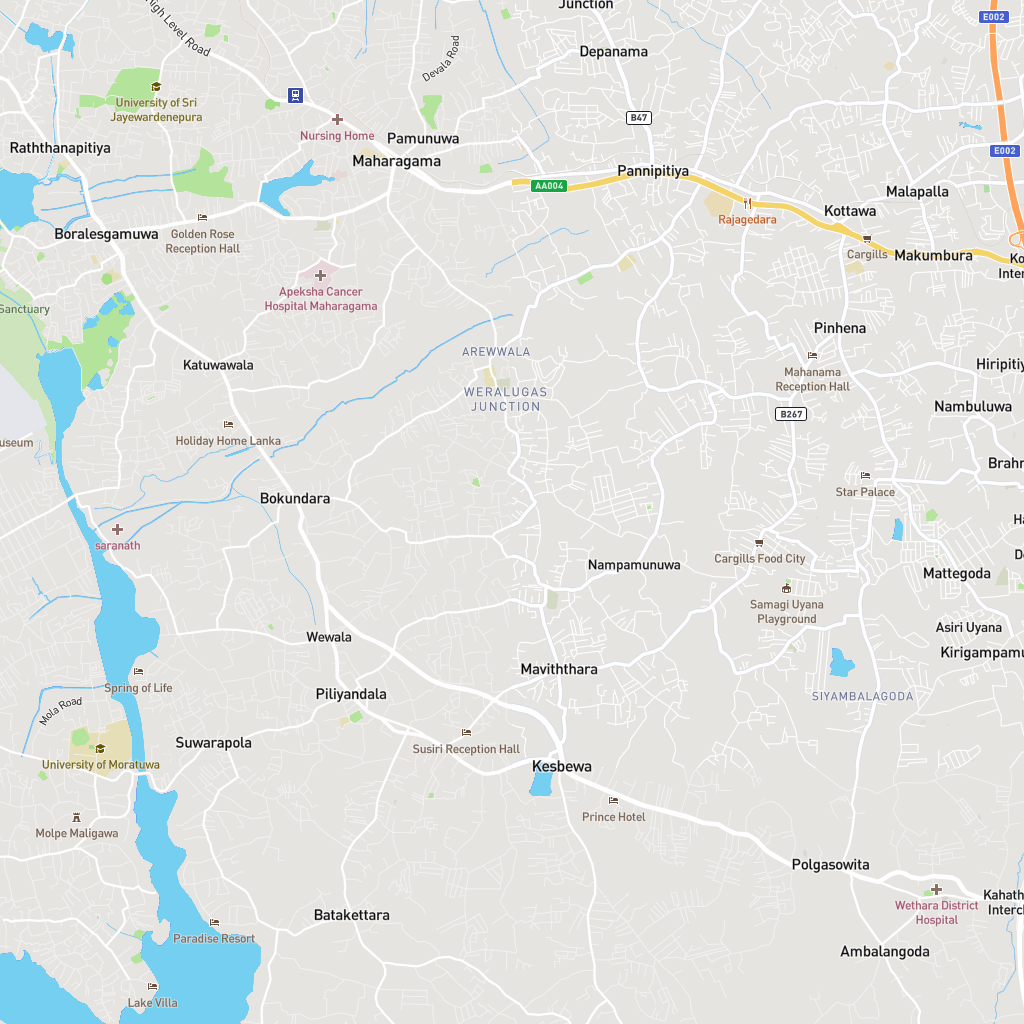 Junction
E002
High Level Road
Depanama
Devala Road
University of Sri
Jayewardenepura
B47
Nursing Home
Pamunuwa
Raththanapitiya
E002
Maharagama
Pannipitiya
AA004
Malapalla
Kottawa
Rajagedara
Golden Rose
Reception Hall
Boralesgamuwa
Cargills
Makumbura
Ko
Inter
Apeksha Cancer
Hospital Maharagama
Sanctuary
Pinhena
AREWWALA
Katuwawala
Hiripitiy
Mahanama
Reception Hall
WERALUGAS
JUNCTION
Nambuluwa
B267
Holiday Home Lanka
useum
Brahm
Star Palace
Bokundara
saranath
Ha
Cargills Food City
De
Nampamunuwa
Mattegoda
Samagi Uyana
Playground
Asiri Uyana
Wewala
Kirigampamu
Maviththara
Spring of Life
Piliyandala
SIYAMBALAGODA
Mola Road
Suwarapola
Susiri Reception Hall
University of Moratuwa
Kesbewa
Prince Hotel
Molpe Maligawa
Polgasowita
Kahath
Interch
Wethara District
Hospital
Batakettara
Paradise Resort
Ambalangoda
Lake Villa